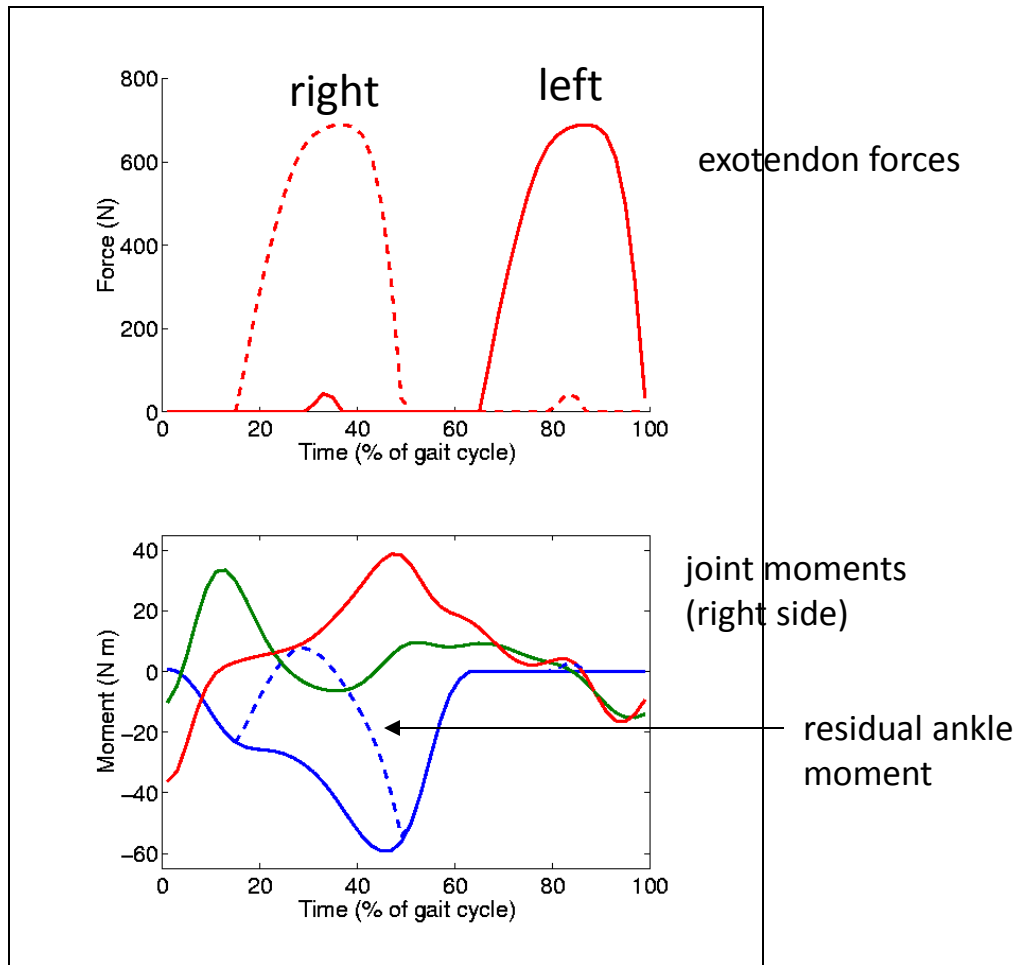 800
600
400
200
0
Force (N)
right
left
exotendon forces
0
20
40
60
80
100
Time (% of gait cycle)
40
20
0
−20
−40
−60
Moment (N m)
joint moments
(right side)
residual ankle
moment
0
20
40
60
80
100
Time (% of gait cycle)